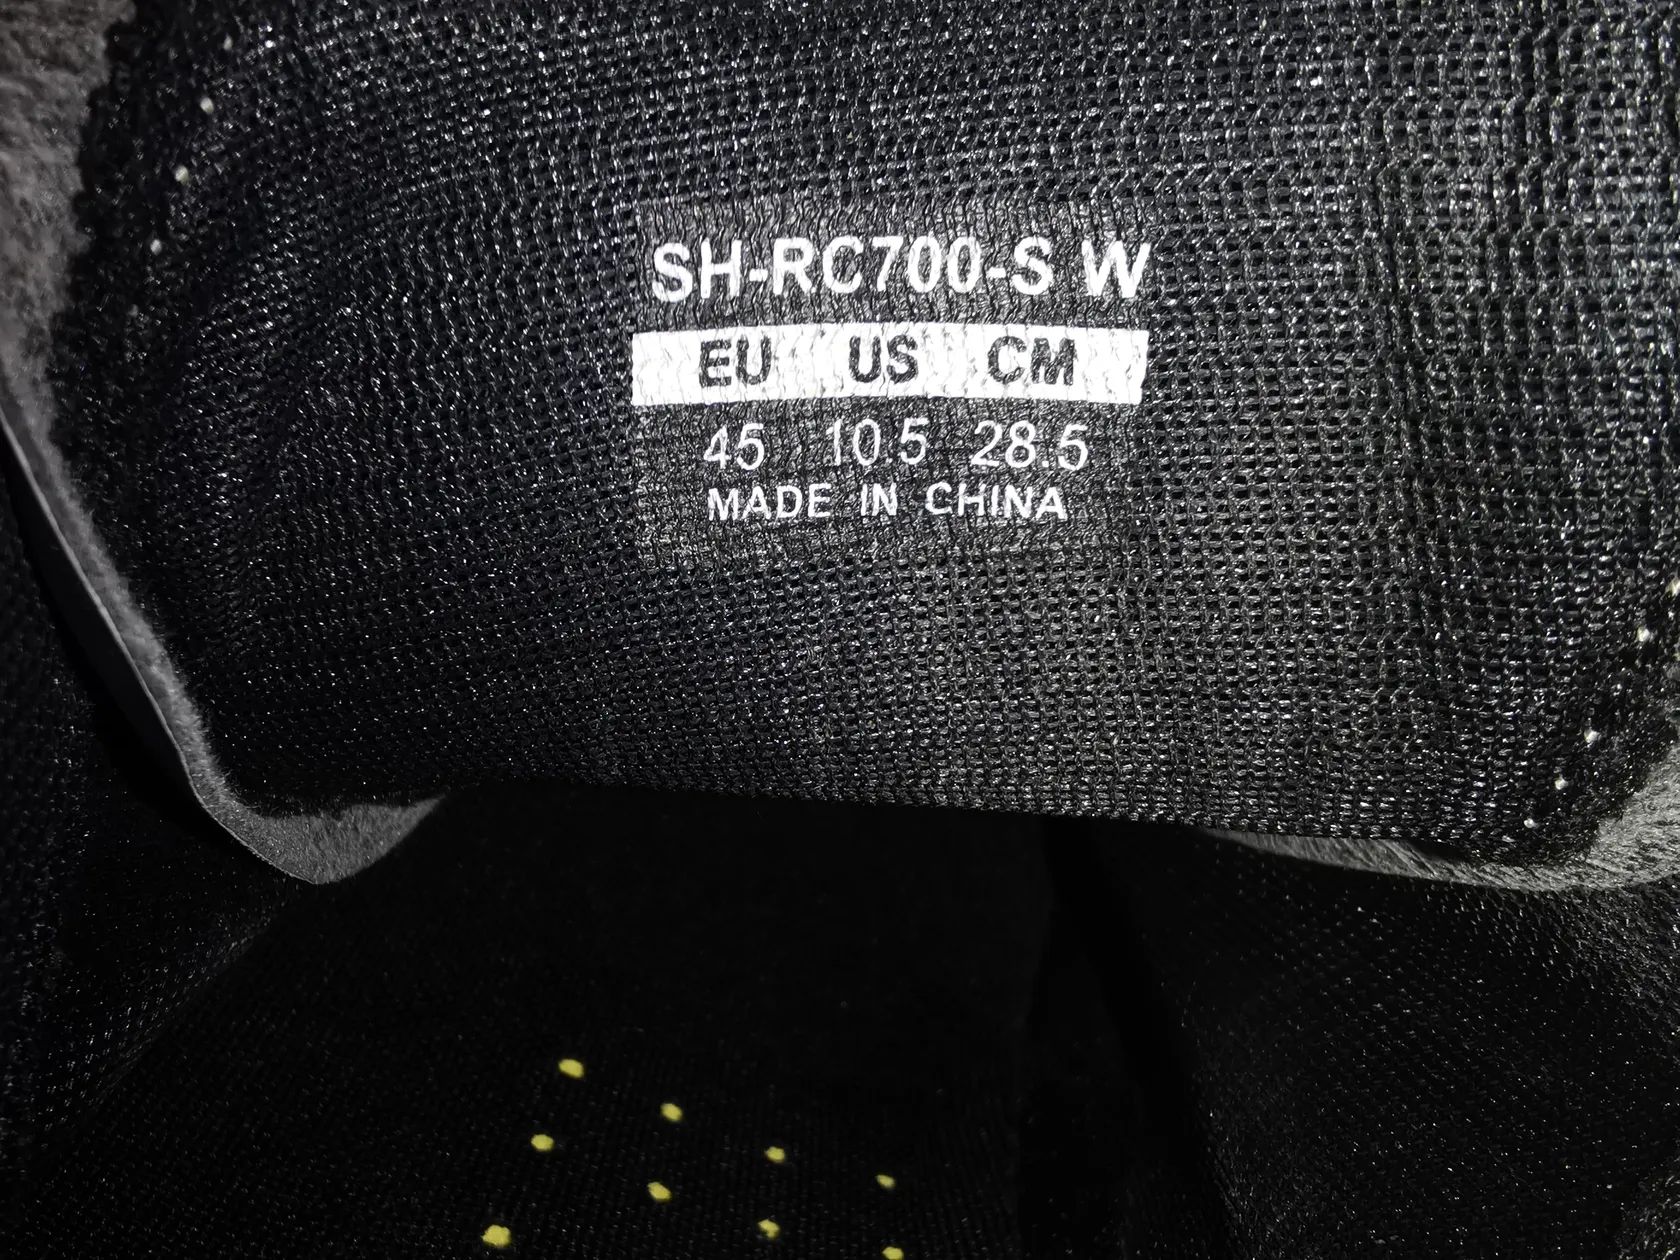 SH-RC700-S W
EU US CM
45 10.5 28.5
MADE IN CHINA